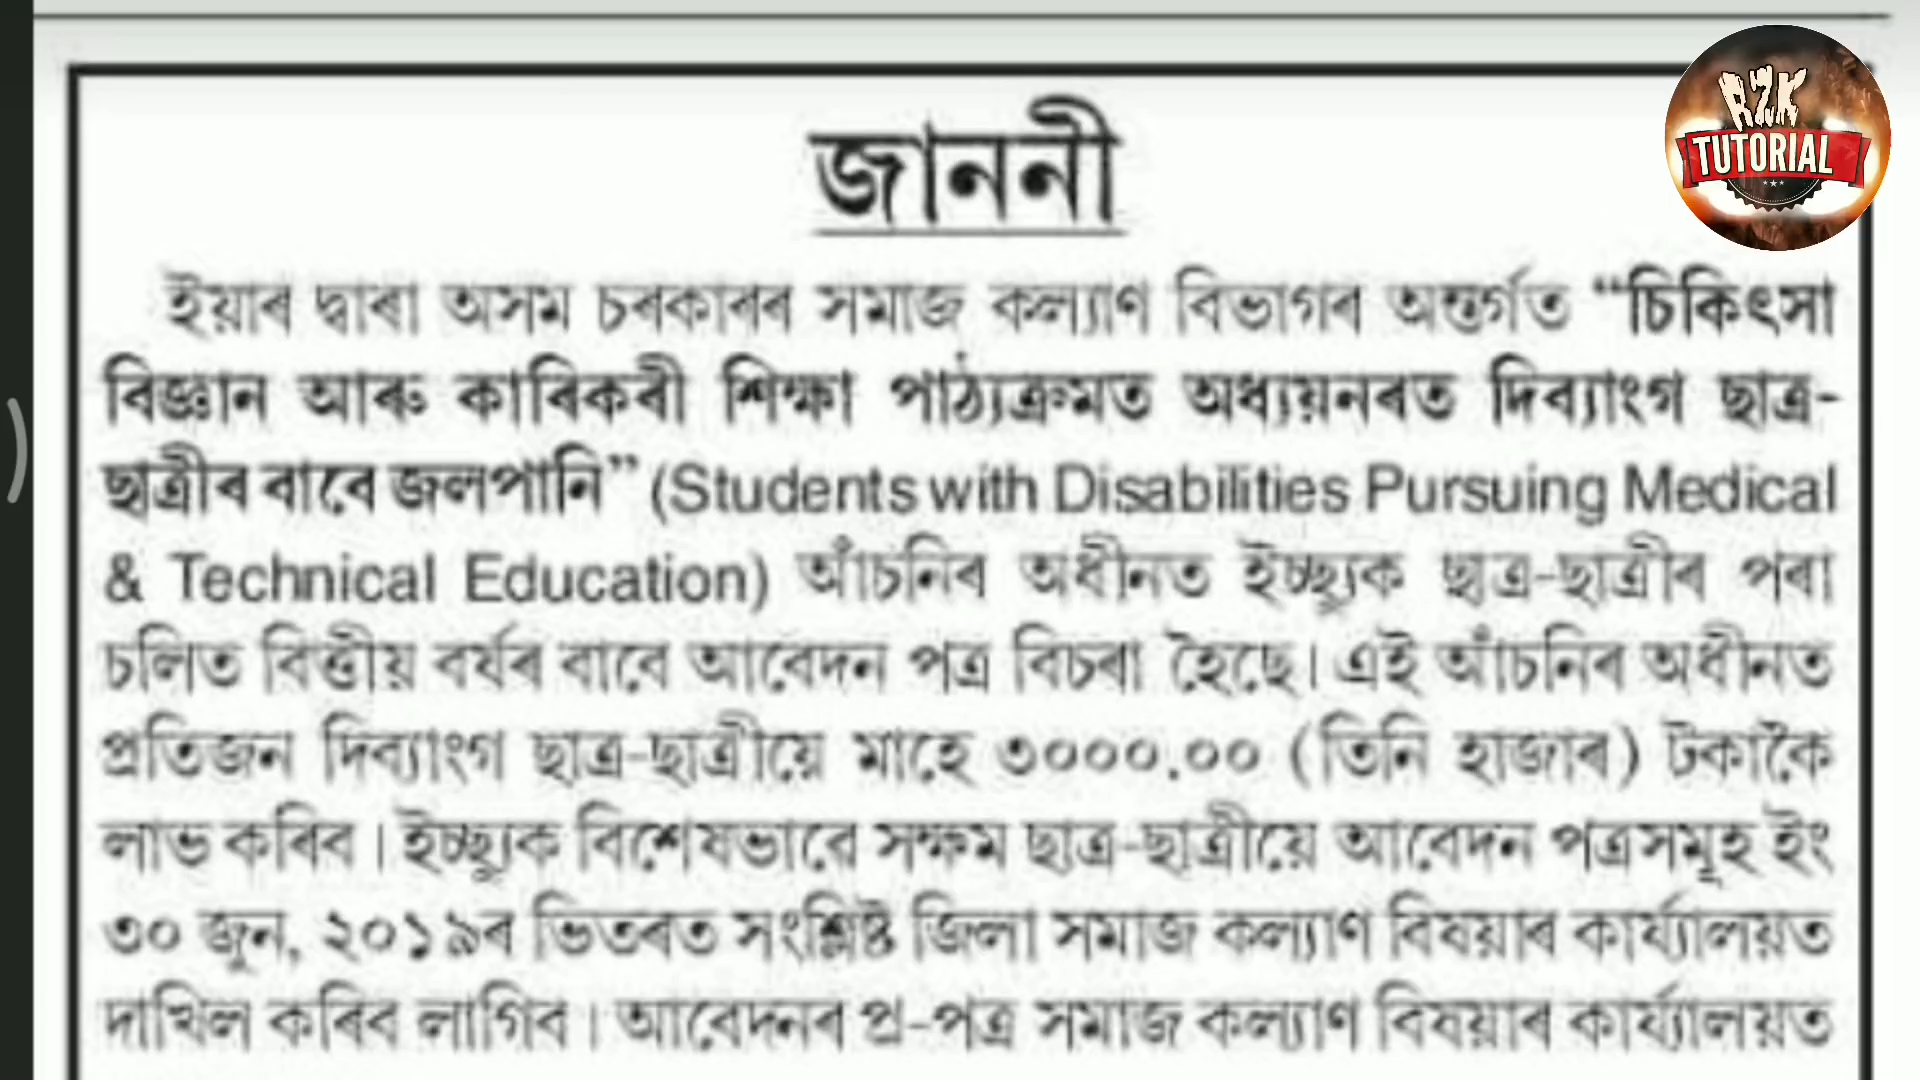 জাননী
RZK
TUTORIAL
ইয়াৰ দ্বাৰা অসম চৰকাৰৰ সমাজ কল্যাণ বিভাগৰ অন্তৰ্গত “চিকিৎসা
বিজ্ঞান আৰু কাৰিকৰী শিক্ষা পাঠ্যক্ৰমত অধ্যয়নৰত দিব্যাংগ ছাত্ৰ-
ছাত্ৰীৰ বাবে জলপানি” (Students with Disabilities Pursuing Medical
& Technical Education) আঁচনিৰ অধীনত ইচ্ছ্যুক ছাত্ৰ-ছাত্ৰীৰ পৰা
চলিত বিত্তীয় বৰ্ষৰ বাবে আবেদন পত্ৰ বিচৰা হৈছে। এই আঁচনিৰ অধীনত
প্ৰতিজন দিব্যাংগ ছাত্ৰ-ছাত্ৰীয়ে মাহে ৩০০০.০০ (তিনি হাজাৰ) টকাকৈ
লাভ কৰিব। ইচ্ছ্যুক বিশেষভাৱে সক্ষম ছাত্ৰ-ছাত্ৰীয়ে আবেদন পত্ৰসমূহ ইং
৩০ জুন, ২০১৯ৰ ভিতৰত সংশ্লিষ্ট জিলা সমাজ কল্যাণ বিষয়াৰ কাৰ্য্যালয়ত
দাখিল কৰিব লাগিব। আবেদনৰ প্ৰ-পত্ৰ সমাজ কল্যাণ বিষয়াৰ কাৰ্য্যালয়ত